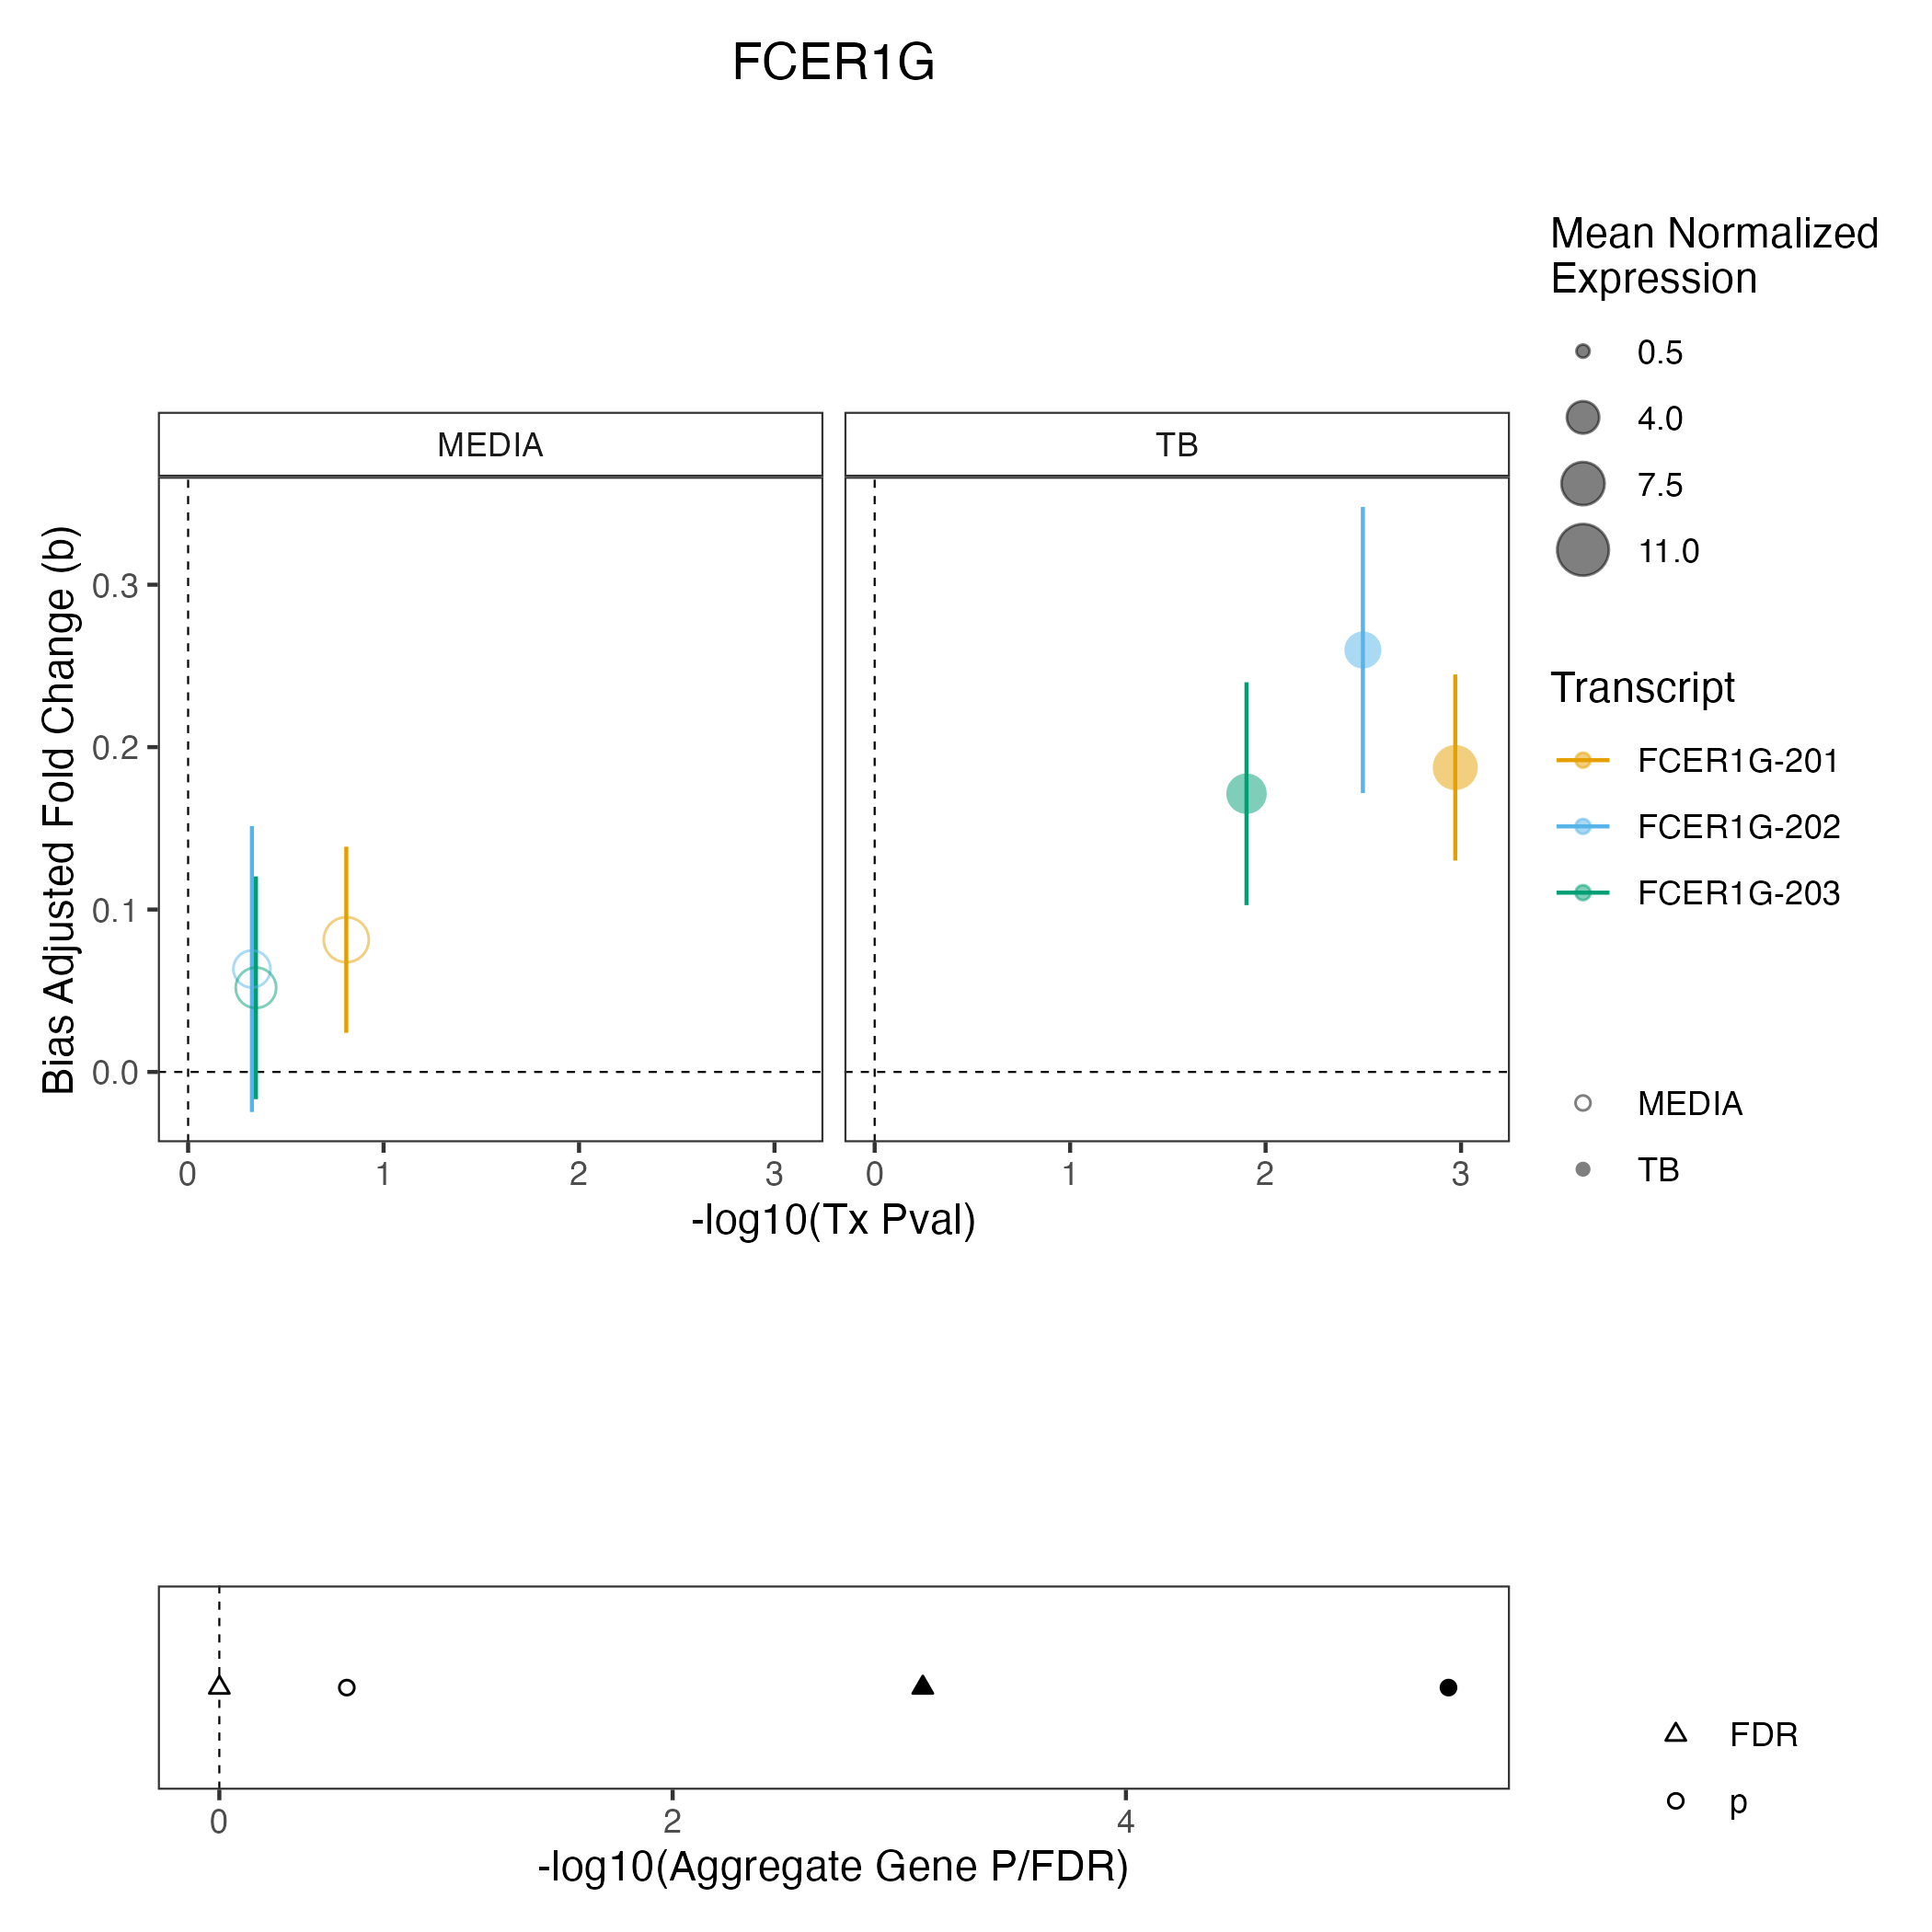 FCER1G
MEDIA
TB
Bias Adjusted Fold Change (b)
0.3
0.2
0.1
0.0
0
1
2
3
0
1
2
3
-log10(Tx Pval)
Mean Normalized
Expression
0.5
4.0
7.5
11.0
Transcript
FCER1G-201
FCER1G-202
FCER1G-203
MEDIA
TB
0
2
4
-log10(Aggregate Gene P/FDR)
FDR
p